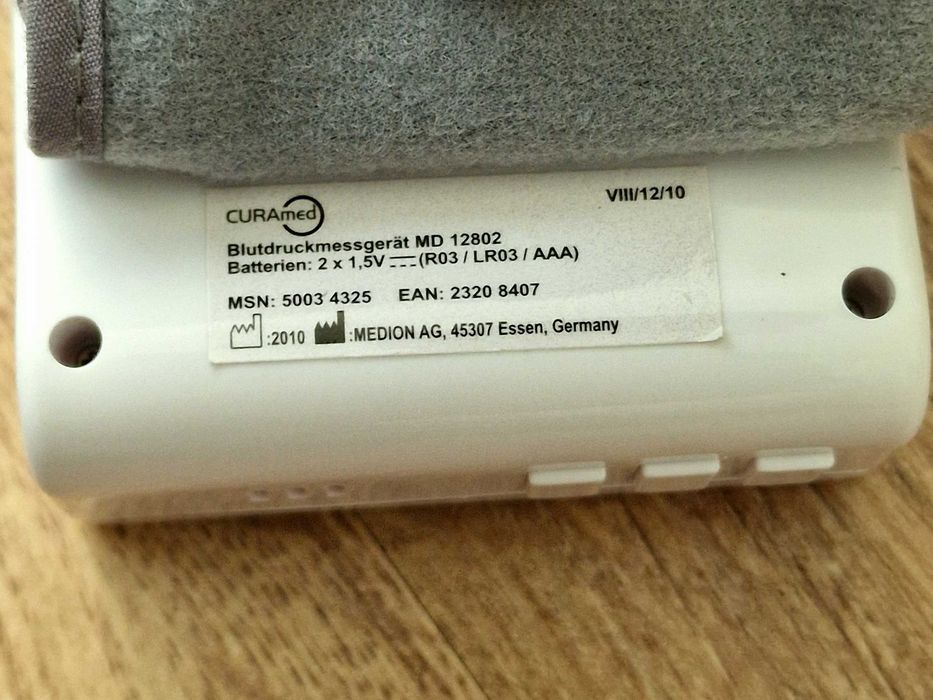 CURAmed
VIII/12/10
Blutdruckmessgerät MD 12802
Batterien: 2 x 1,5V (R03 / LR03 / AAA)
MSN: 5003 4325 EAN: 2320 8407
:2010 :MEDION AG, 45307 Essen, Germany